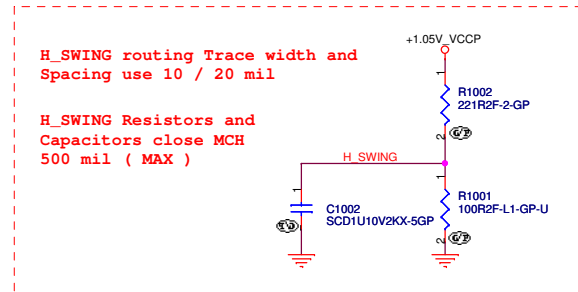 H_SWING routing Trace width and
Spacing use 10 / 20 mil
H_SWING Resistors and
Capacitors close MCH
500 mil ( MAX )
+1.05V_VCCP
1
R1002
221R2F-2-GP
2
G/P
H_SWING
1
C1002
SCD1U10V2KX-5GP
1
R1001
100R2F-L1-GP-U
2
G/P